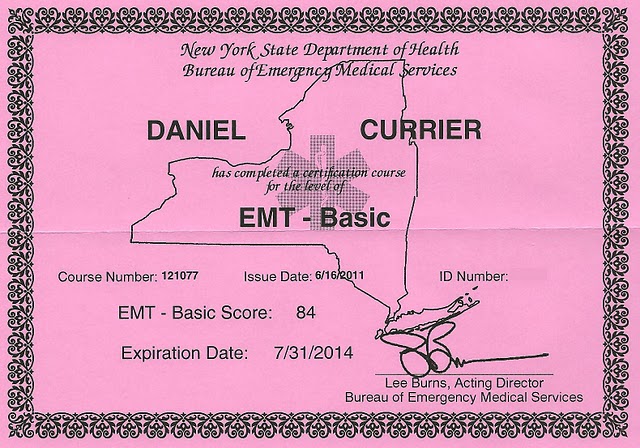 New York State Department of Health
Bureau of Emergency Medical Services
DANIEL CURRIER
has completed a certification course
for the level of
EMT - Basic
Course Number: 121077 Issue Date: 6/16/2011 ID Number:
EMT - Basic Score: 84
Expiration Date: 7/31/2014
Lee Burns, Acting Director
Bureau of Emergency Medical Services